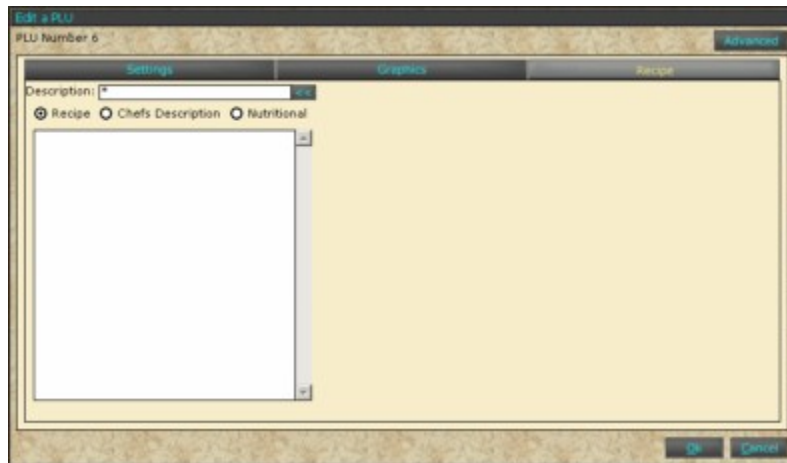 Edit a PLU
PLU Number 6
Advanced
Settings Graphics Recipe
Description: * <<
Recipe Chefs Description Nutritional
Ok Cancel